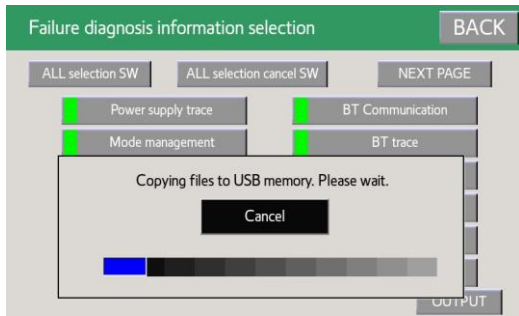 Failure diagnosis information selection BACK
ALL selection SW ALL selection cancel SW NEXT PAGE
Power supply trace BT Communication
Mode management BT trace
Copying files to USB memory. Please wait.
Cancel
OUTPUT